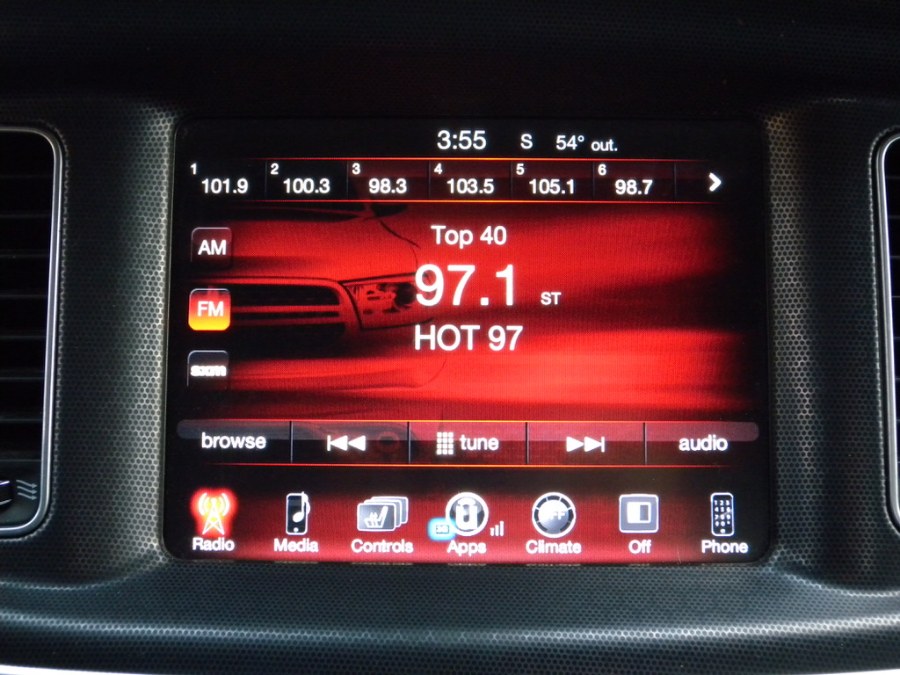 3:55 S 54° out.
1 101.9 2 100.3 3 98.3 4 103.5 5 105.1 6 98.7
AM
Top 40
97.1 ST
FM
HOT 97
sxm
browse tune audio
OFF
Radio Media Controls Apps Climate Off Phone